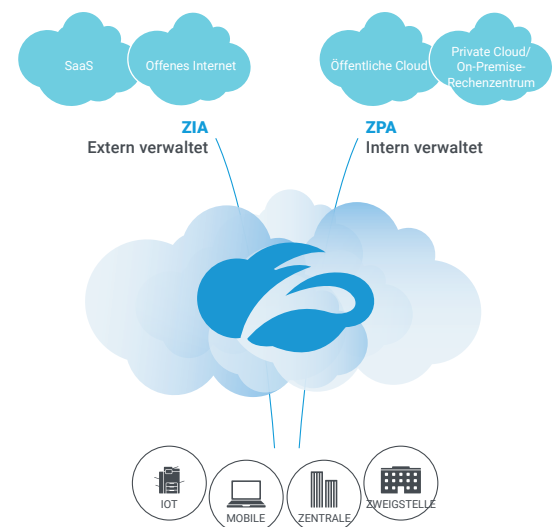 SaaS
Offenes Internet
Öffentliche Cloud
Private Cloud/
On-Premise-
Rechenzentrum
ZIA
Extern verwaltet
ZPA
Intern verwaltet
IOT
MOBILE
ZENTRALE
ZWEIGSTELLE